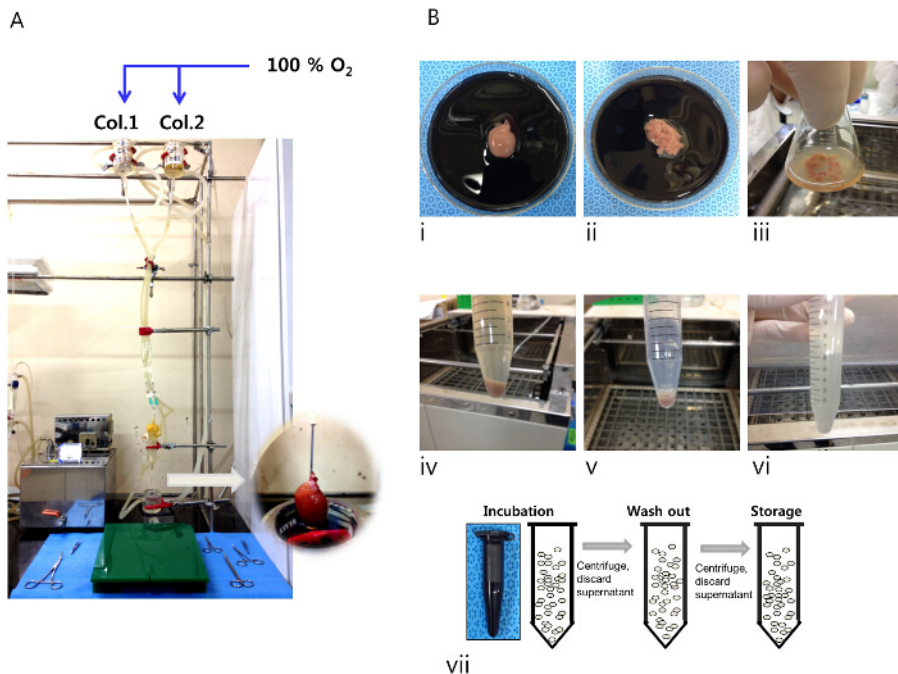 A
100 % O₂
Col.1 Col.2
B
i
ii
iii
iv
v
vi
Incubation
Wash out
Storage
Centrifuge,
discard
supernatant
Centrifuge,
discard
supernatant
vii